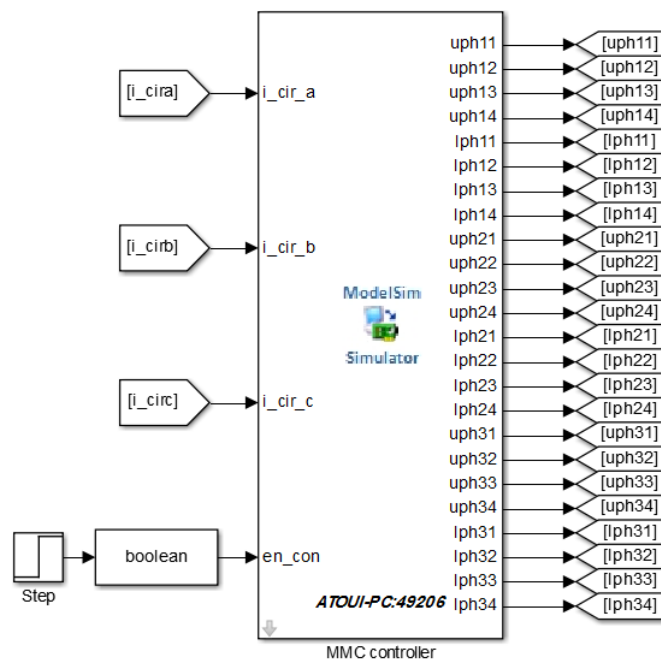 uph11 [uph11]
uph12 [uph12]
[i_cira] i_cir_a uph13 [uph13]
uph14 [uph14]
lph11 [lph11]
lph12 [lph12]
lph13 [lph13]
lph14 [lph14]
uph21 [uph21]
[i_cirb] i_cir_b uph22 [uph22]
uph23 [uph23]
ModelSim
uph24 [uph24]
lph21 [lph21]
Simulator lph22 [lph22]
lph23 [lph23]
[i_circ] i_cir_c lph24 [lph24]
uph31 [uph31]
uph32 [uph32]
uph33 [uph33]
uph34 [uph34]
lph31 [lph31]
boolean en_con lph32 [lph32]
lph33 [lph33]
Step ATOUI-PC:49206 lph34 [lph34]
MMC controller